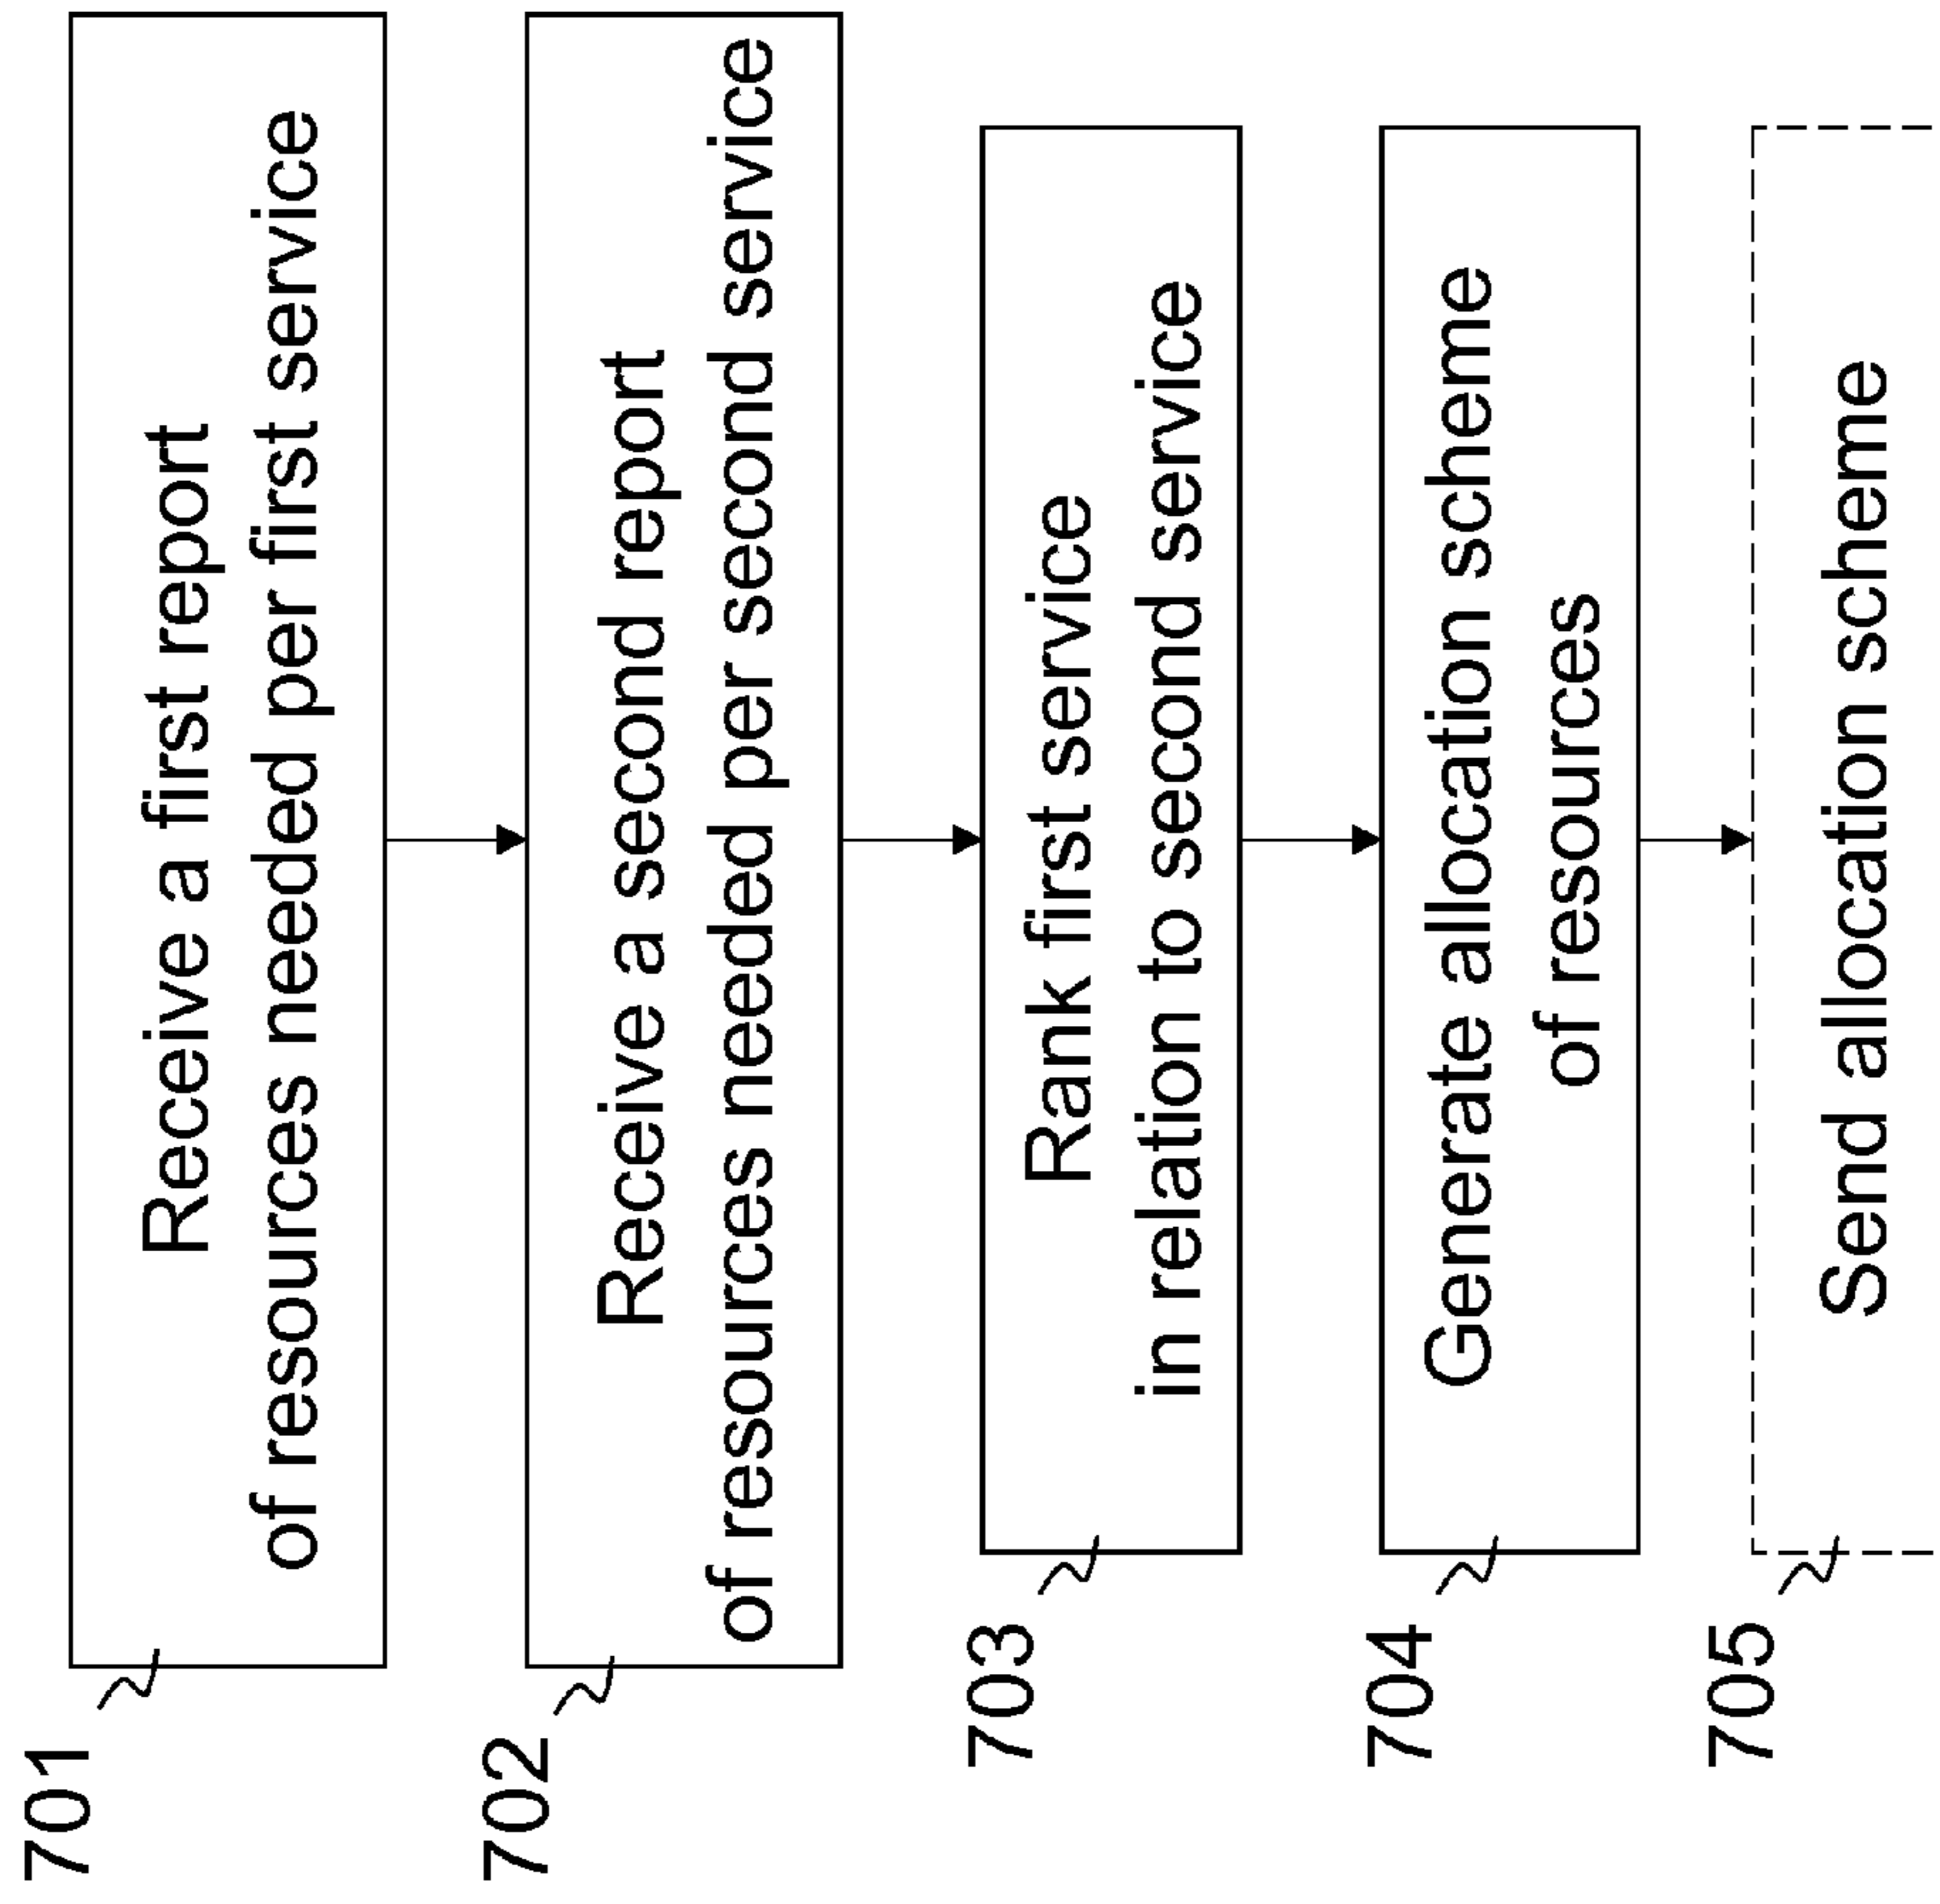 701
Receive a first report
of resources needed per first service
702
Receive a second report
of resources needed per second service
703
Rank first service
in relation to second service
704
Generate allocation scheme
of resources
705
Send allocation scheme